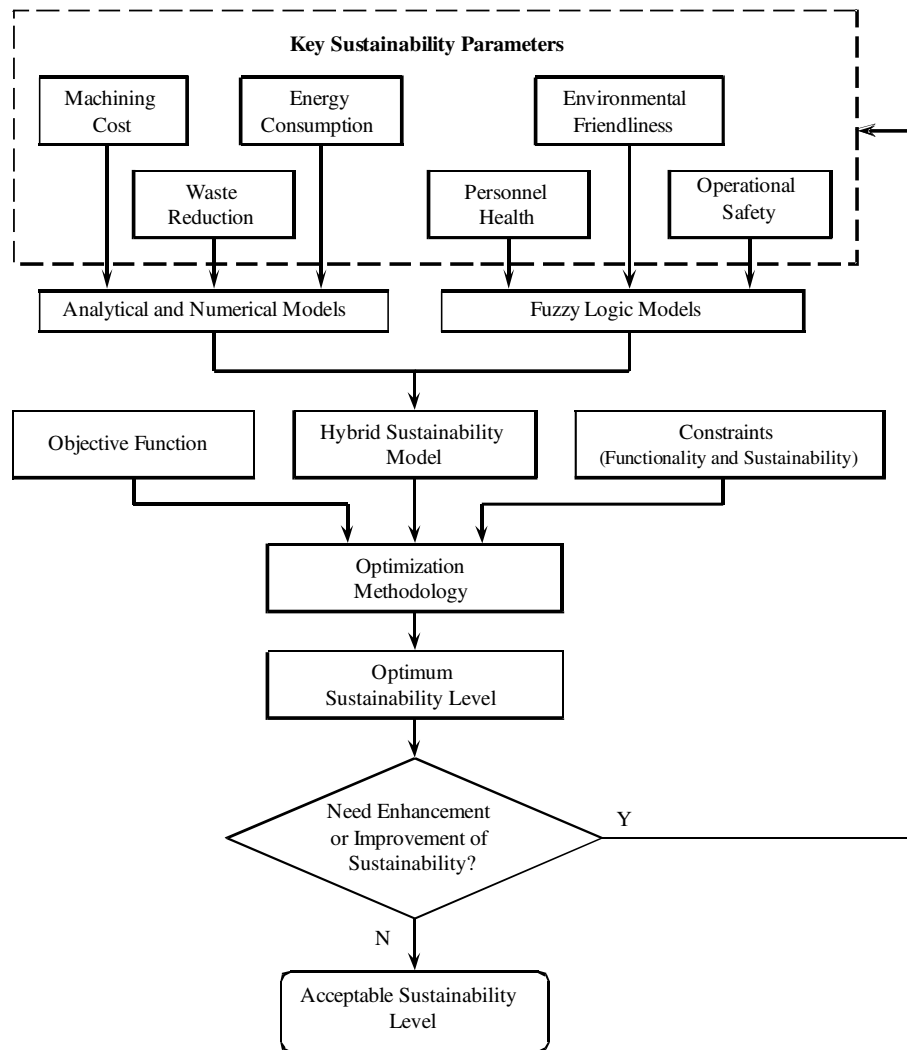 Key Sustainability Parameters
Machining
Cost
Energy
Consumption
Environmental
Friendliness
Waste
Reduction
Personnel
Health
Operational
Safety
Analytical and Numerical Models
Fuzzy Logic Models
Objective Function
Hybrid Sustainability
Model
Constraints
(Functionality and Sustainability)
Optimization
Methodology
Optimum
Sustainability Level
Need Enhancement
or Improvement of
Sustainability?
Y
N
Acceptable Sustainability
Level